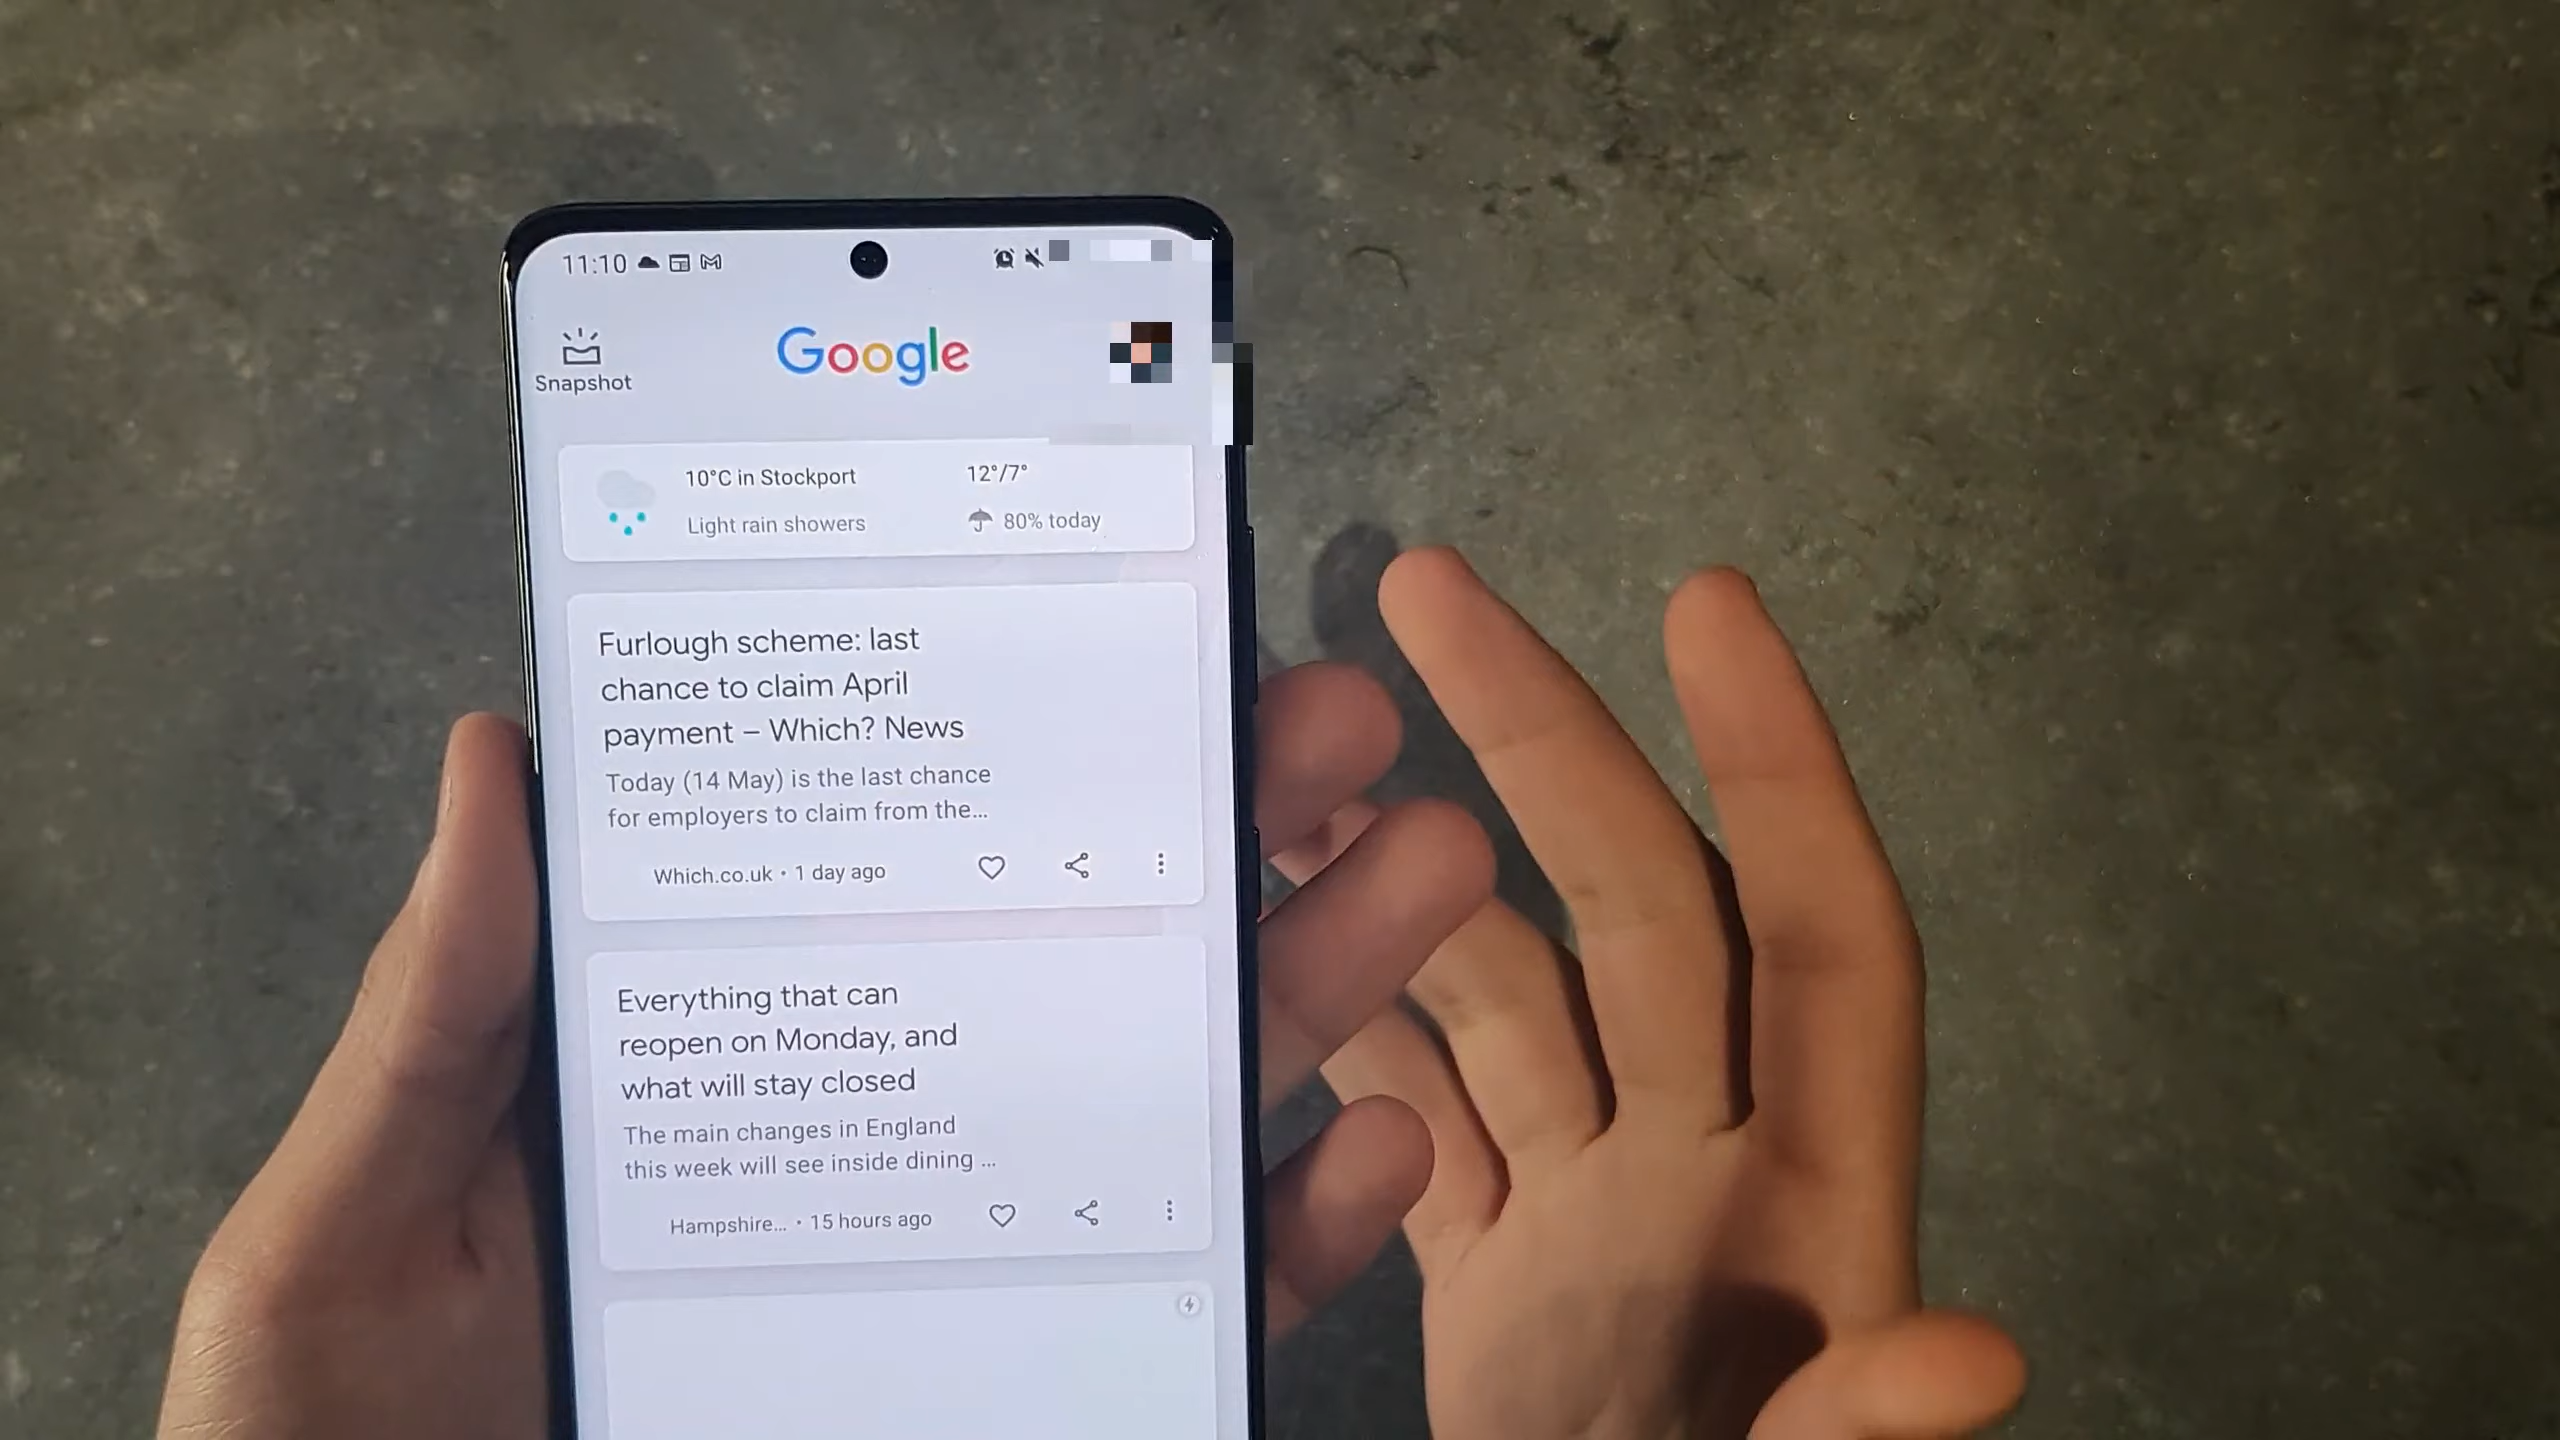 11:10
Snapshot
Google
10°C in Stockport
12°/7°
Light rain showers
80% today
Furlough scheme: last
chance to claim April
payment – Which? News
Today (14 May) is the last chance
for employers to claim from the...
Which.co.uk • 1 day ago
Everything that can
reopen on Monday, and
what will stay closed
The main changes in England
this week will see inside dining ...
Hampshire... • 15 hours ago